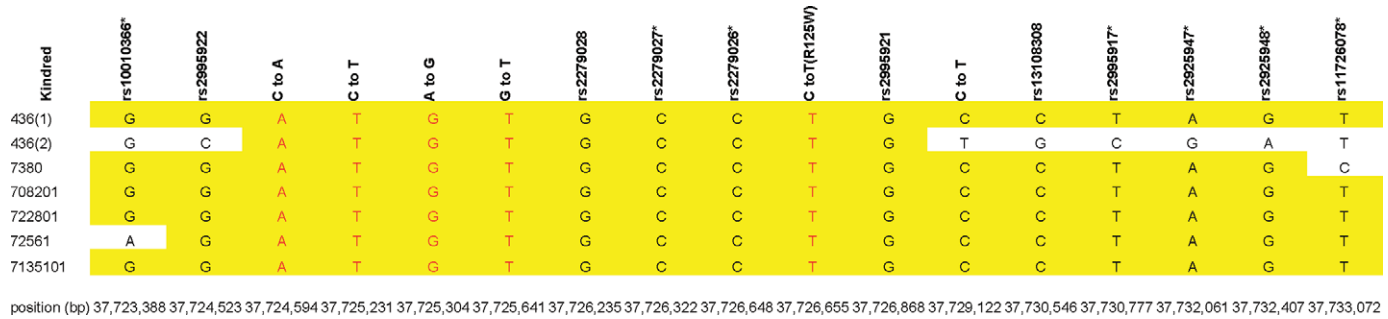 Kindred rs10010366* rs2995922 C to A C to T A to G G to T rs2279028 rs2279027* rs2279026* C toT(R125W) rs2995921 C to T rs13108308 rs2995917* rs2925947* rs2925948* rs11726078*
436(1) G G A T G T G C C T G C C T A G T
436(2) G C A T G T G C C T G T G C G A T
7380 G G A T G T G C C T G C C T A G C
708201 G G A T G T G C C T G C C T A G T
722801 G G A T G T G C C T G C C T A G T
72561 A G A T G T G C C T G C C T A G T
7135101 G G A T G T G C C T G C C T A G T
position (bp) 37,723,388 37,724,523 37,724,594 37,725,231 37,725,304 37,725,641 37,726,235 37,726,322 37,726,648 37,726,655 37,726,868 37,729,122 37,730,546 37,730,777 37,732,061 37,732,407 37,733,072